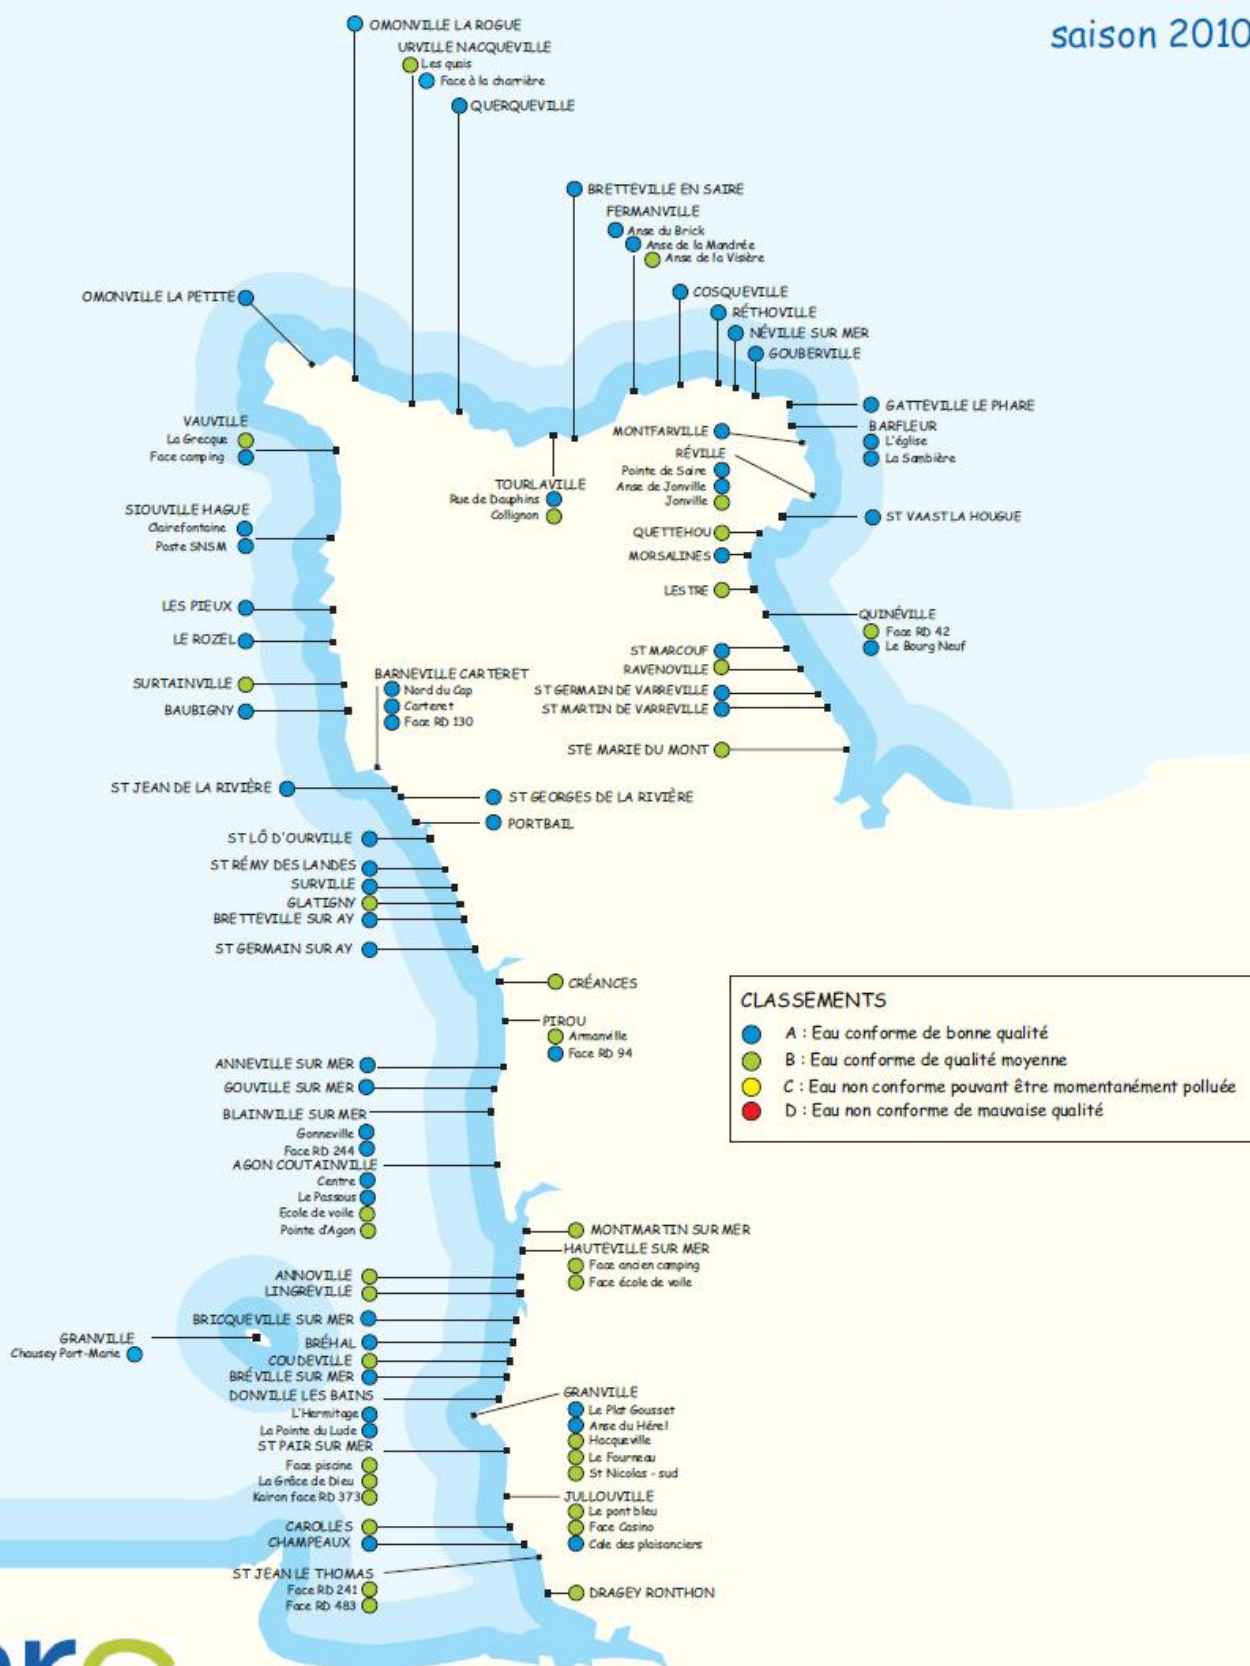 saison 2010
OMONVILLE LA ROGUE
URVILLE NACQUEVILLE
Les quais
Face à la charrière
QUERQUEVILLE
BRETTEVILLE EN SAIRE
FERMANVILLE
Anse du Brick
Anse de la Mandrée
Anse de la Visière
OMONVILLE LA PETITE
COSQUEVILLE
RÉTHOVILLE
NÉVILLE SUR MER
GOUBERVILLE
GATTEVILLE LE PHARE
BARFLEUR
L'église
La Sambière
VAUVILLE
La Grecque
Face camping
MONTFARVILLE
RÉVILLE
Pointe de Saire
Anse de Jonville
Jonville
TOURLAVILLE
Rue de Dauphins
Collignon
SIOUVILLE HAGUE
Clairefontaine
Poste SNSM
ST VAAST LA HOUGUE
QUETTEHOU
MORSALINES
LESTRE
LES PIEUX
LE ROZEL
QUINÉVILLE
Face RD 42
Le Bourg Neuf
ST MARCOUF
RAVENOVILLE
ST GERMAIN DE VARREVILLE
ST MARTIN DE VARREVILLE
STE MARIE DU MONT
SURTAINVILLE
BAUBIGNY
BARNEVILLE CARTERET
Nord du Cap
Carteret
Face RD 130
ST JEAN DE LA RIVIÈRE
ST GEORGES DE LA RIVIÈRE
PORTBAIL
ST LÔ D'OURVILLE
ST RÉMY DES LANDES
SURVILLE
GLATIGNY
BRETTEVILLE SUR AY
ST GERMAIN SUR AY
CRÉANCES
PIROU
Armanville
Face RD 94
CLASSEMENTS
A : Eau conforme de bonne qualité
B : Eau conforme de qualité moyenne
C : Eau non conforme pouvant être momentanément polluée
D : Eau non conforme de mauvaise qualité
ANNEVILLE SUR MER
GOUVILLE SUR MER
BLAINVILLE SUR MER
Gonneville
Face RD 244
AGON COUTAINVILLE
Centre
Le Passous
Ecole de voile
Pointe d'Agon
MONTMARTIN SUR MER
HAUTEVILLE SUR MER
Face ancien camping
Face école de voile
ANNOVILLE
LINGREVILLE
BRICQUEVILLE SUR MER
GRANVILLE
Chausey Port-Marie
BRÉHAL
COUDEVILLE
BRÉVILLE SUR MER
DONVILLE LES BAINS
L'Hermitage
La Pointe du Lude
ST PAIR SUR MER
Face piscine
La Grâce de Dieu
Kairon face RD 373
GRANVILLE
Le Plat Gousset
Anse du Hérel
Hacqueville
Le Fourneau
St Nicolas - sud
JULLOUVILLE
Le pont bleu
Face Casino
Cale des plaisanciers
CAROLLES
CHAMPEAUX
ST JEAN LE THOMAS
Face RD 241
Face RD 483
DRAGEY RONTHON